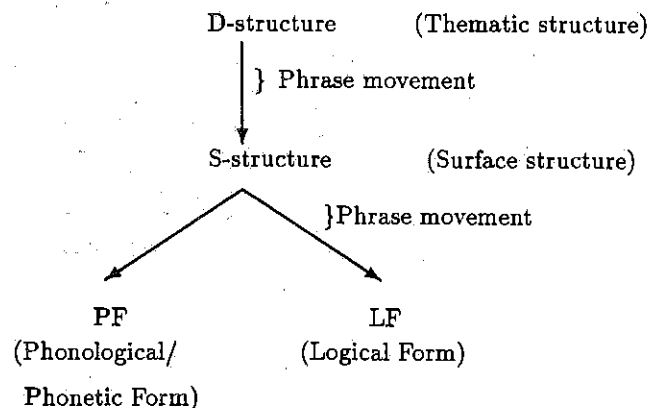 D-structure (Thematic structure)
} Phrase movement
S-structure (Surface structure)
}Phrase movement
PF LF
(Phonological/ (Logical Form)
Phonetic Form)